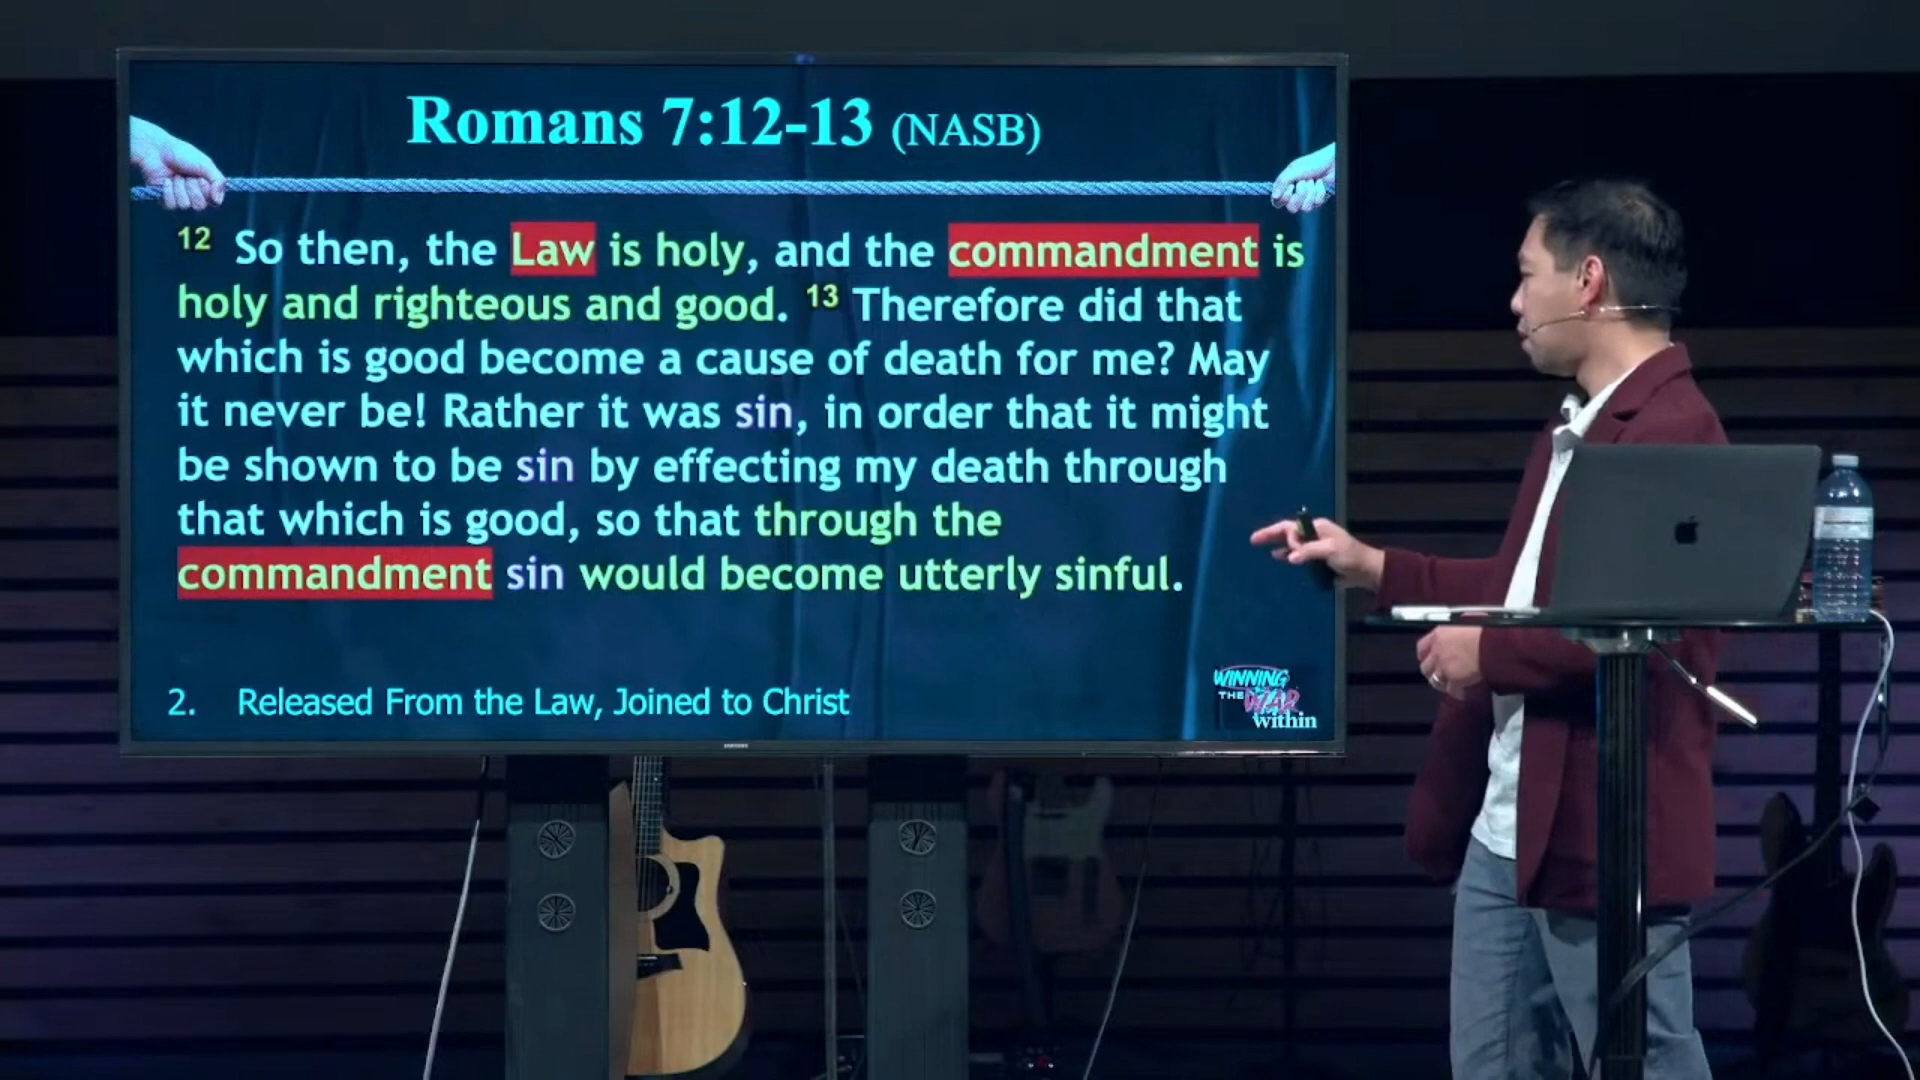 Romans 7:12-13 (NASB)
12 So then, the Law is holy, and the commandment is
holy and righteous and good. 13 Therefore did that
which is good become a cause of death for me? May
it never be! Rather it was sin, in order that it might
be shown to be sin by effecting my death through
that which is good, so that through the
commandment sin would become utterly sinful.
2. Released From the Law, Joined to Christ
WINNING
THE WAR
within
SAMSUNG